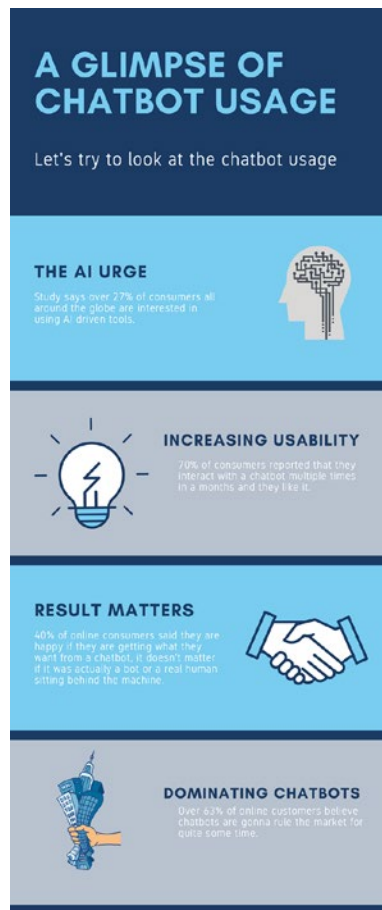 A GLIMPSE OF
CHATBOT USAGE
Let's try to look at the chatbot usage
THE AI URGE
Study says over 27% of consumers all
around the globe are interested in
using AI driven tools.
INCREASING USABILITY
70% of consumers reported that they
interact with a chatbot multiple times
in a months and they like it.
RESULT MATTERS
40% of online consumers said they are
happy if they are getting what they
want from a chatbot, it doesn't matter
if it was actually a bot or a real human
sitting behind the machine.
DOMINATING CHATBOTS
Over 63% of online customers believe
chatbots are gonna rule the market for
quite some time.